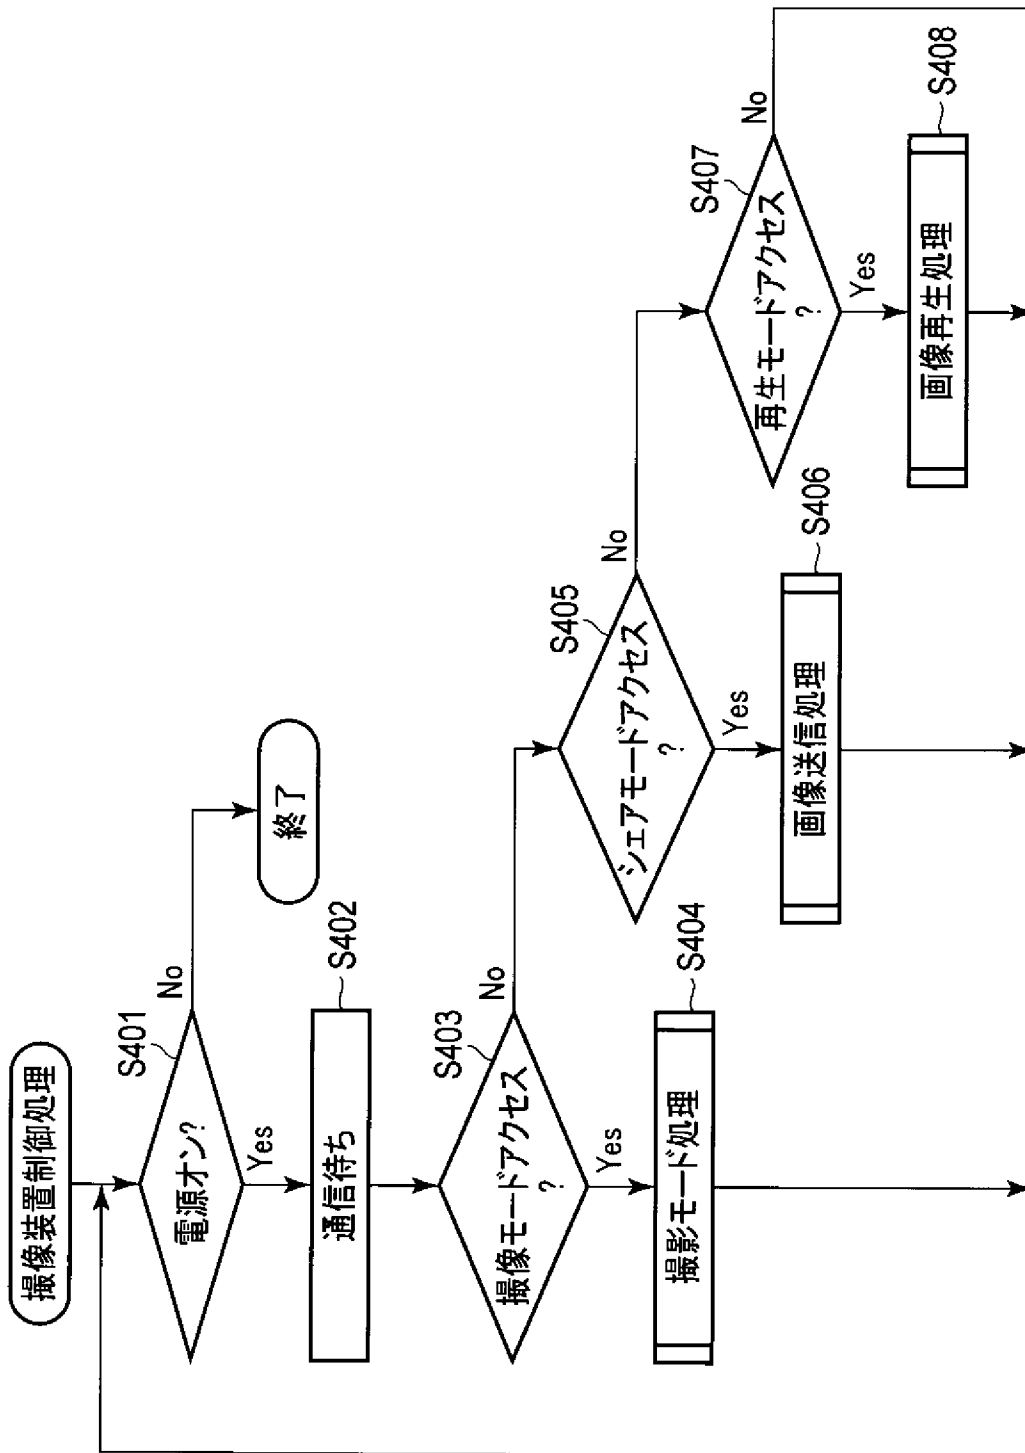 撮像装置制御処理
S401
電源オン?
No
終了
Yes
S402
通信待ち
S403
撮像モードアクセス
?
No
Yes
S404
撮影モード処理
S405
シェアモードアクセス
?
No
Yes
S406
画像送信処理
S407
再生モードアクセス
?
No
Yes
S408
画像再生処理